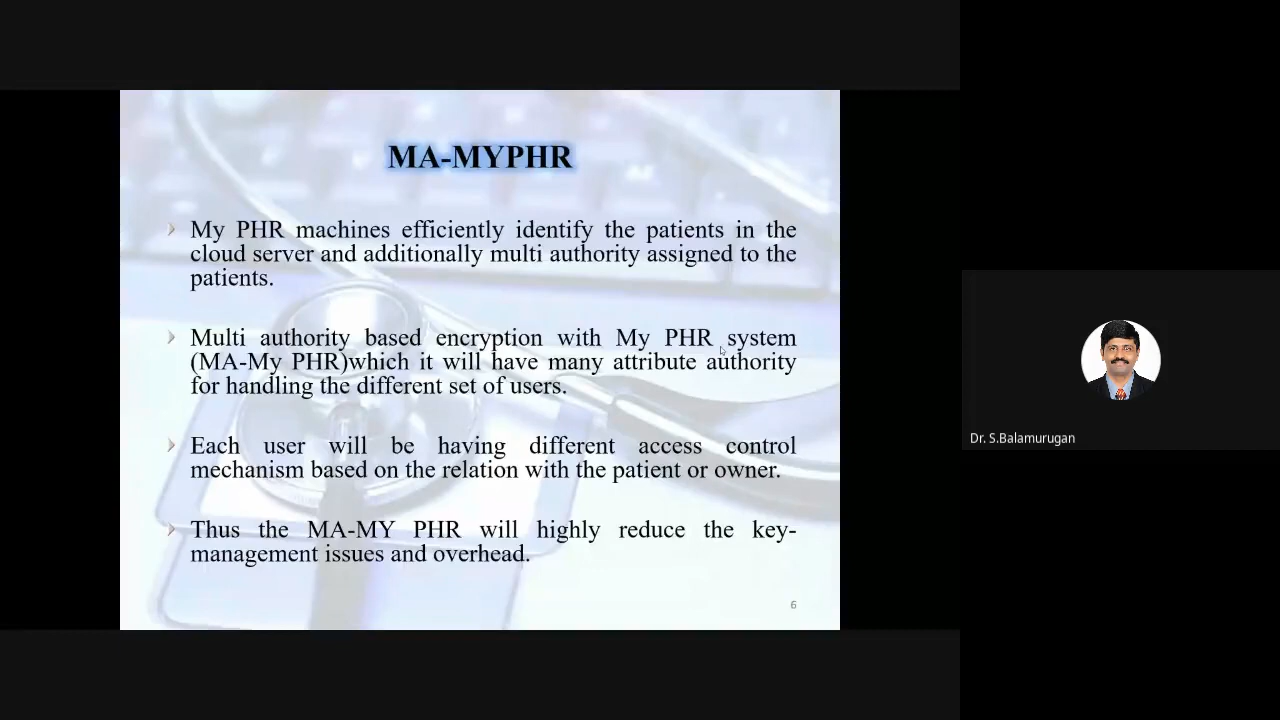 MA-MYPHR
My PHR machines efficiently identify the patients in the
cloud server and additionally multi authority assigned to the
patients.
Multi authority based encryption with My PHR system
(MA-My PHR)which it will have many attribute authority
for handling the different set of users.
Each user will be having different access control
mechanism based on the relation with the patient or owner.
Thus the MA-MY PHR will highly reduce the key-
management issues and overhead.
6
Dr. S.Balamurugan